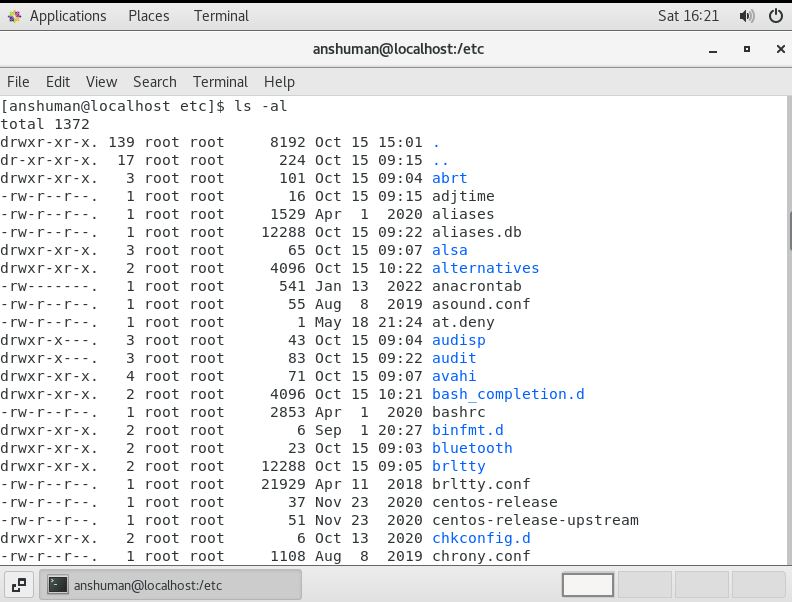 Applications Places Terminal Sat 16:21
anshuman@localhost:/etc
File Edit View Search Terminal Help
[anshuman@localhost etc]$ ls -al
total 1372
drwxr-xr-x. 139 root root     8192 Oct 15 15:01 .
dr-xr-xr-x.  17 root root      224 Oct 15 09:15 ..
drwxr-xr-x.   3 root root      101 Oct 15 09:04 abrt
-rw-r--r--.   1 root root       16 Oct 15 09:15 adjtime
-rw-r--r--.   1 root root     1529 Apr  1  2020 aliases
-rw-r--r--.   1 root root    12288 Oct 15 09:22 aliases.db
drwxr-xr-x.   3 root root       65 Oct 15 09:07 alsa
drwxr-xr-x.   2 root root     4096 Oct 15 10:22 alternatives
-rw-------.   1 root root      541 Jan 13  2022 anacrontab
-rw-r--r--.   1 root root       55 Aug  8  2019 asound.conf
-rw-r--r--.   1 root root        1 May 18 21:24 at.deny
drwxr-x---.   3 root root       43 Oct 15 09:04 audisp
drwxr-x---.   3 root root       83 Oct 15 09:22 audit
drwxr-xr-x.   4 root root       71 Oct 15 09:07 avahi
drwxr-xr-x.   2 root root     4096 Oct 15 10:21 bash_completion.d
-rw-r--r--.   1 root root     2853 Apr  1  2020 bashrc
drwxr-xr-x.   2 root root        6 Sep  1 20:27 binfmt.d
drwxr-xr-x.   2 root root       23 Oct 15 09:03 bluetooth
drwxr-xr-x.   2 root root    12288 Oct 15 09:05 brltty
-rw-r--r--.   1 root root    21929 Apr 11  2018 brltty.conf
-rw-r--r--.   1 root root       37 Nov 23  2020 centos-release
-rw-r--r--.   1 root root       51 Nov 23  2020 centos-release-upstream
drwxr-xr-x.   2 root root        6 Oct 13  2020 chkconfig.d
-rw-r--r--.   1 root root     1108 Aug  8  2019 chrony.conf
anshuman@localhost:/etc